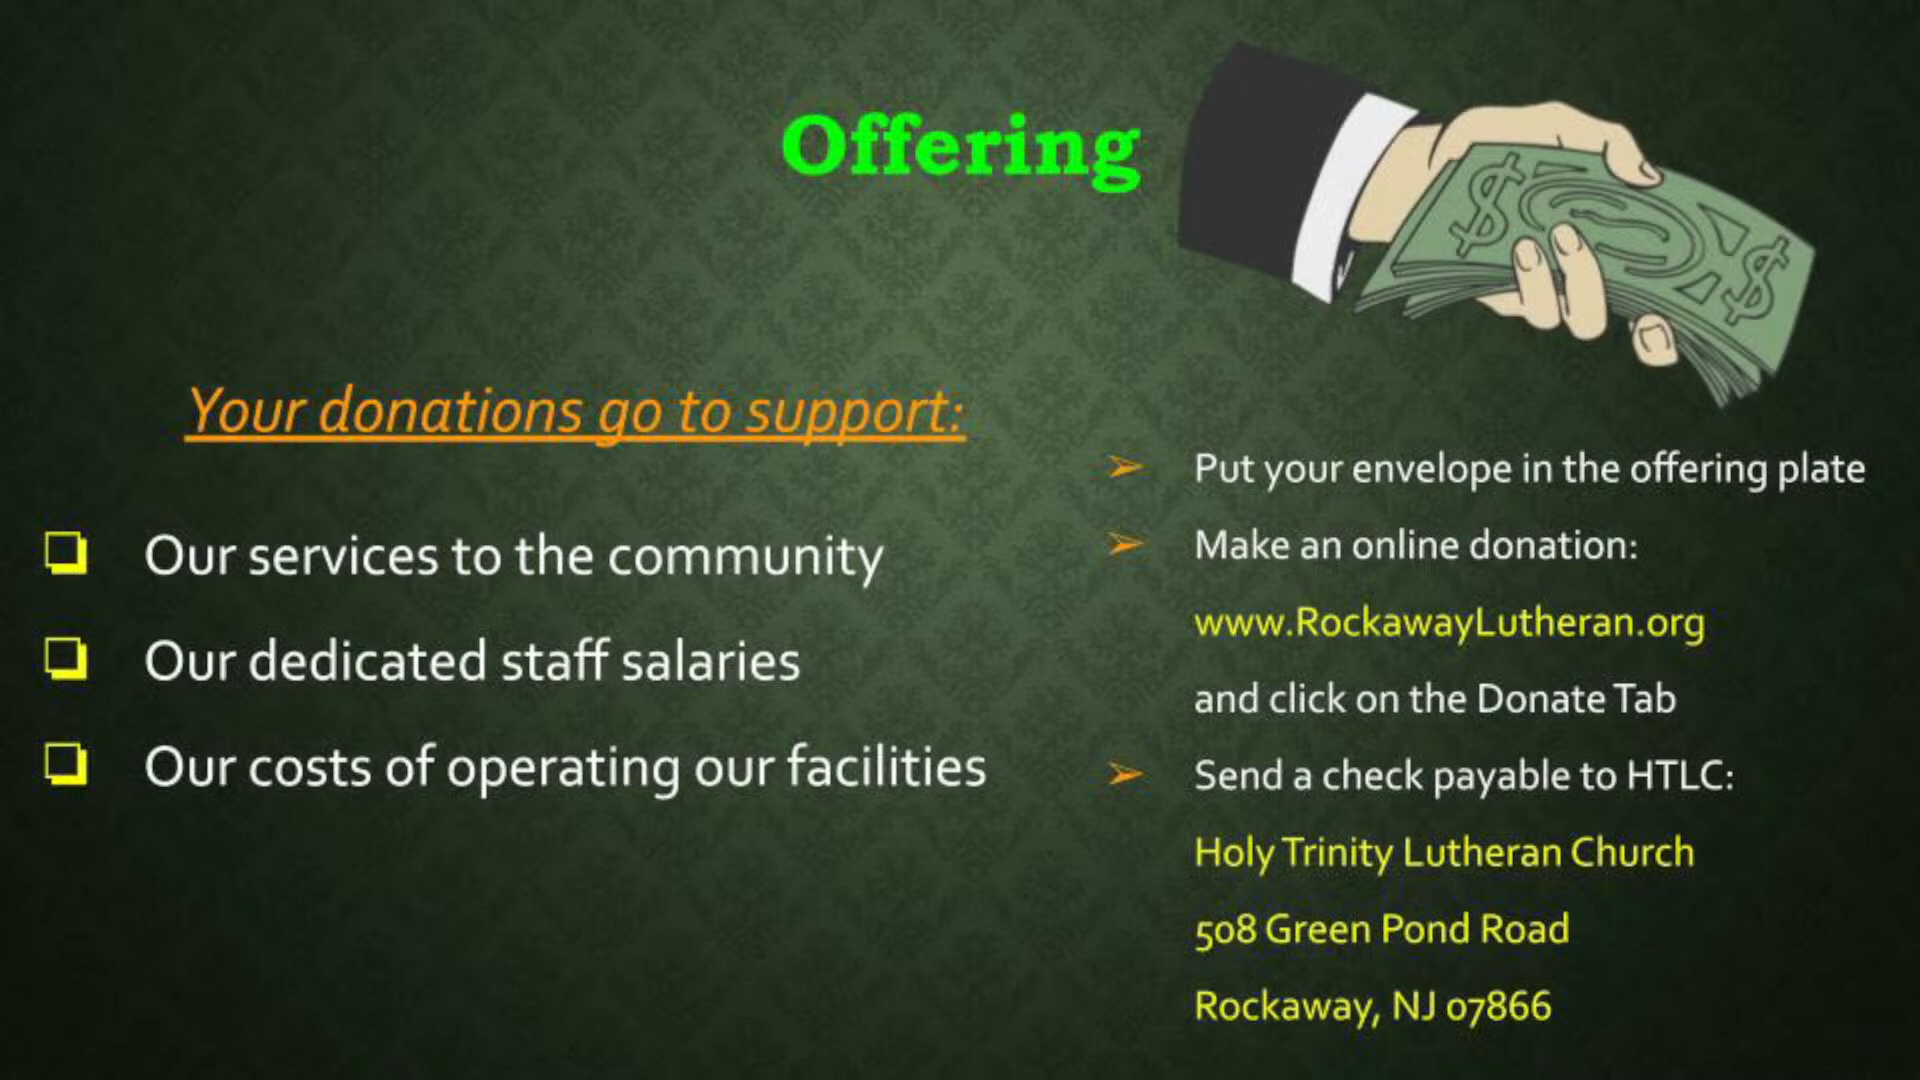 Offering
Your donations go to support:
Our services to the community
Our dedicated staff salaries
Our costs of operating our facilities
Put your envelope in the offering plate
Make an online donation:
www.RockawayLutheran.org
and click on the Donate Tab
Send a check payable to HTLC:
Holy Trinity Lutheran Church
508 Green Pond Road
Rockaway, NJ 07866